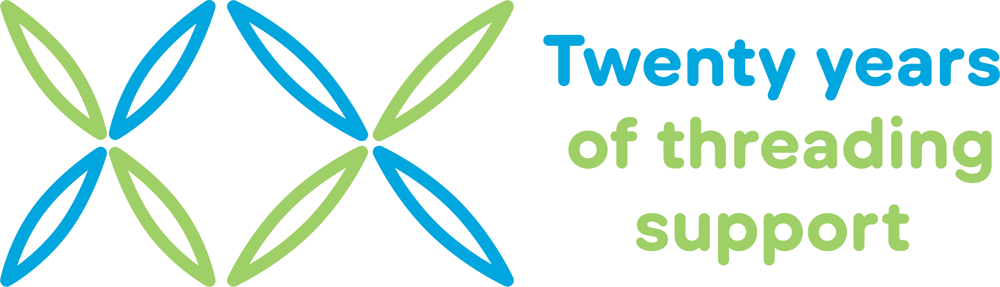 Twenty years
of threading
support